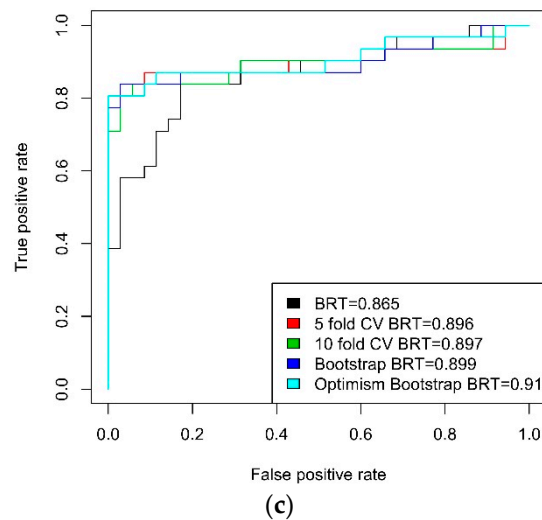 1.0
0.8
0.6
0.4
0.2
0.0
True positive rate
BRT=0.865
5 fold CV BRT=0.896
10 fold CV BRT=0.897
Bootstrap BRT=0.899
Optimism Bootstrap BRT=0.91
0.0 0.2 0.4 0.6 0.8 1.0
False positive rate
(c)